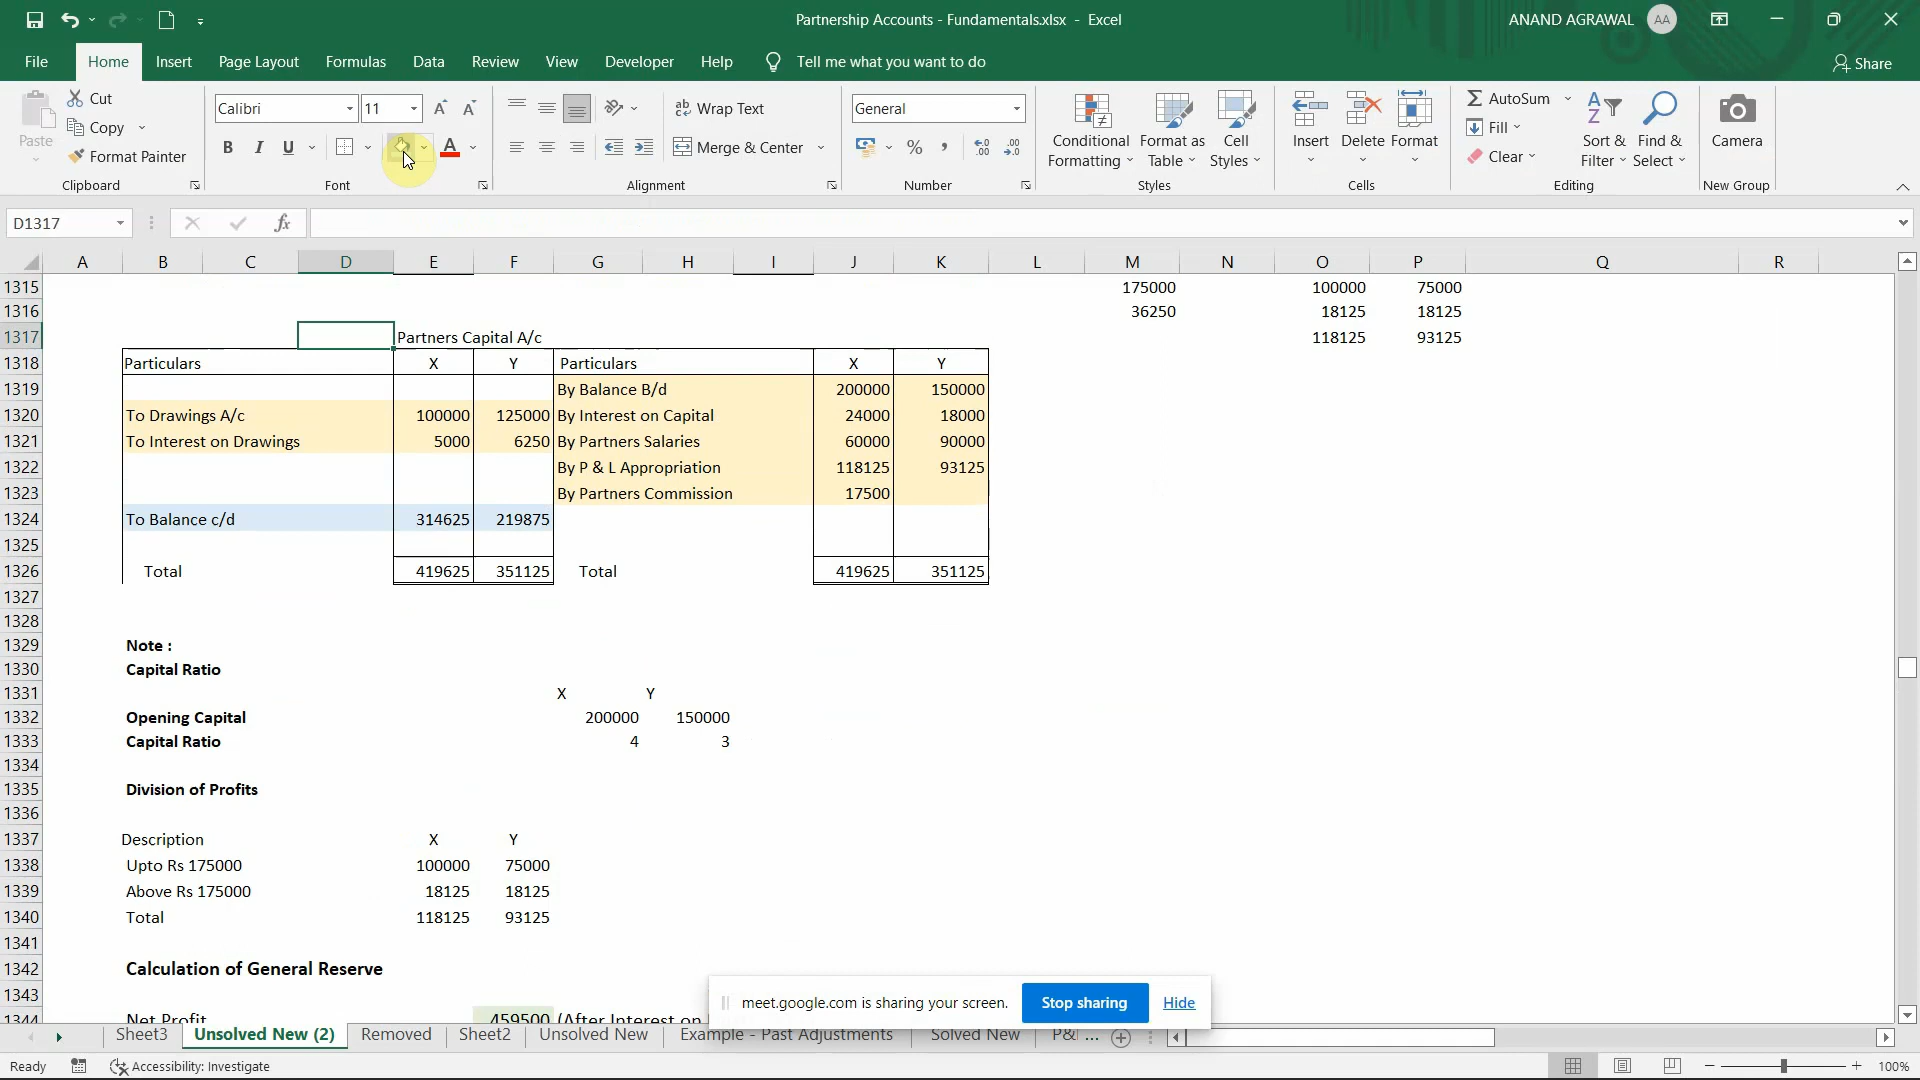 Partnership Accounts - Fundamentals.xlsx - Excel
ANAND AGRAWAL AA
File Home Insert Page Layout Formulas Data Review View Developer Help Tell me what you want to do Share
Paste Cut Copy Format Painter Clipboard
Calibri 11 B I U A Font
Wrap Text Merge & Center Alignment
General % , Number
Conditional Formatting Format as Table Cell Styles Styles
Insert Delete Format Cells
AutoSum Fill Clear Sort & Filter Find & Select Editing
Camera New Group
D1317 fx
A B C D E F G H I J K L M N O P Q R
1315 175000 100000 75000
1316 36250 18125 18125
1317 Partners Capital A/c 118125 93125
1318 Particulars X Y Particulars X Y
1319 By Balance B/d 200000 150000
1320 To Drawings A/c 100000 125000 By Interest on Capital 24000 18000
1321 To Interest on Drawings 5000 6250 By Partners Salaries 60000 90000
1322 By P & L Appropriation 118125 93125
1323 By Partners Commission 17500
1324 To Balance c/d 314625 219875
1325
1326 Total 419625 351125 Total 419625 351125
1327
1328
1329 Note :
1330 Capital Ratio
1331 X Y
1332 Opening Capital 200000 150000
1333 Capital Ratio 4 3
1334
1335 Division of Profits
1336
1337 Description X Y
1338 Upto Rs 175000 100000 75000
1339 Above Rs 175000 18125 18125
1340 Total 118125 93125
1341
1342 Calculation of General Reserve
1343
1344 Net Profit 459500 (After Interest on
meet.google.com is sharing your screen. Stop sharing Hide
Sheet3 Unsolved New (2) Removed Sheet2 Unsolved New Example - Past Adjustments Solved New P&l ...
Ready Accessibility: Investigate 100%